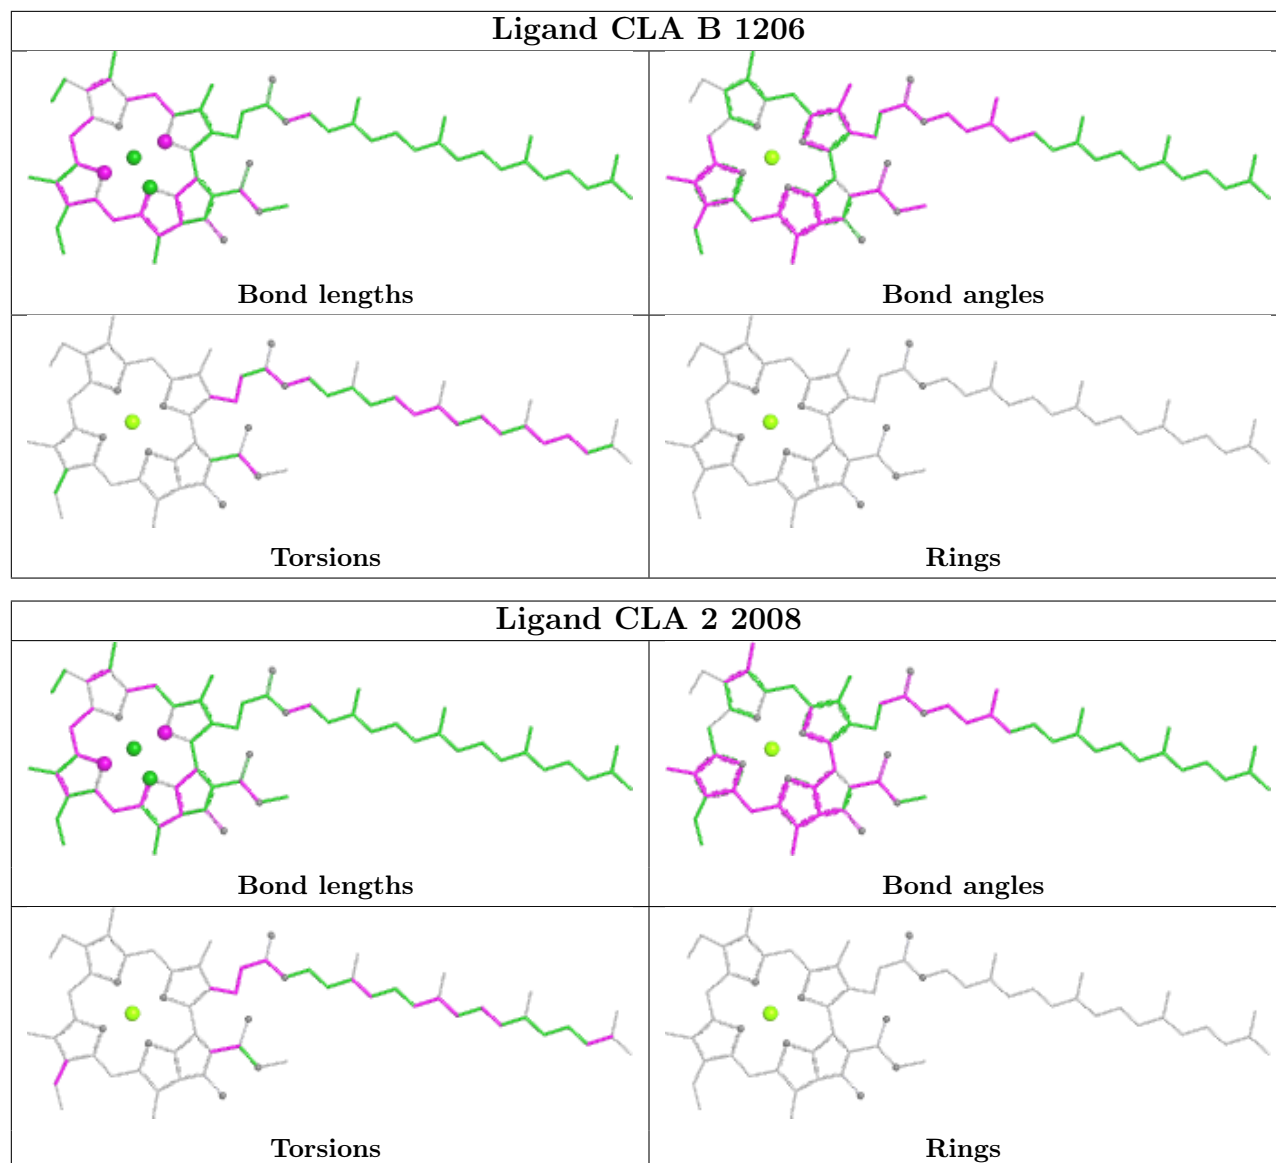 Ligand CLA B 1206
Bond lengths
Bond angles
Torsions
Rings
Ligand CLA 2 2008
Bond lengths
Bond angles
Torsions
Rings